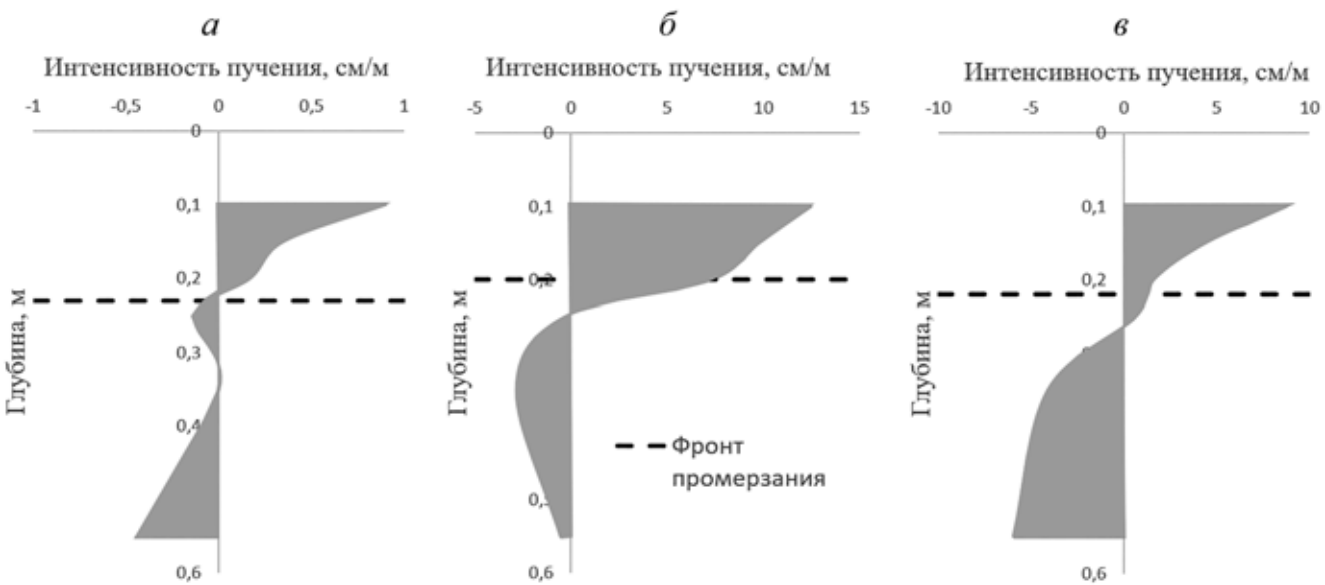 а
Интенсивность пучения, см/м
-1 -0,5 0 0,5 1
0
0,1
0,2
0,3
0,4
0,6
Глубина, м
б
Интенсивность пучения, см/м
-5 0 5 10 15
0
0,1
0,2
0,6
Глубина, м
Фронт
промерзания
в
Интенсивность пучения, см/м
-10 -5 0 5 10
0
0,1
0,2
0,6
Глубина, м